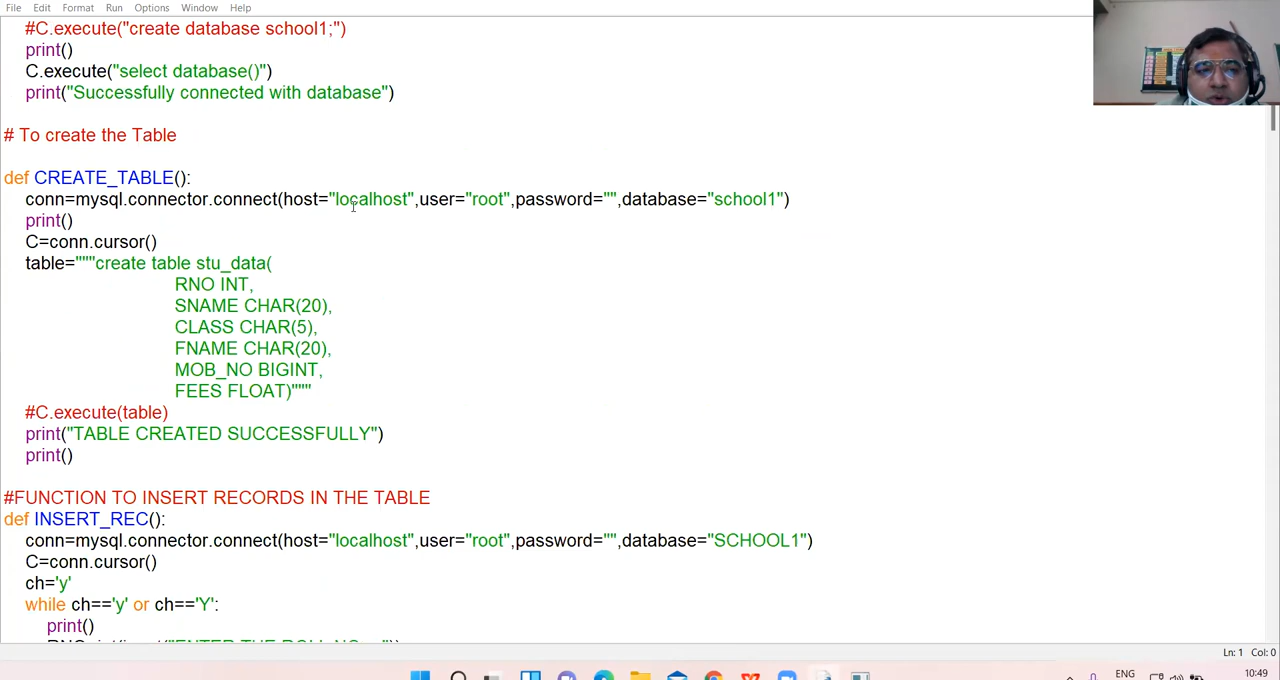 File Edit Format Run Options Window Help
#C.execute("create database school1;")
print()
C.execute("select database()")
print("Successfully connected with database")
# To create the Table
def CREATE_TABLE():
conn=mysql.connector.connect(host="localhost",user="root",password="",database="school1")
print()
C=conn.cursor()
table="""create table stu_data(
RNO INT,
SNAME CHAR(20),
CLASS CHAR(5),
FNAME CHAR(20),
MOB_NO BIGINT,
FEES FLOAT)"""
#C.execute(table)
print("TABLE CREATED SUCCESSFULLY")
print()
#FUNCTION TO INSERT RECORDS IN THE TABLE
def INSERT_REC():
conn=mysql.connector.connect(host="localhost",user="root",password="",database="SCHOOL1")
C=conn.cursor()
ch='y'
while ch=='y' or ch=='Y':
print()
Ln: 1 Col: 0
ENG
10:49